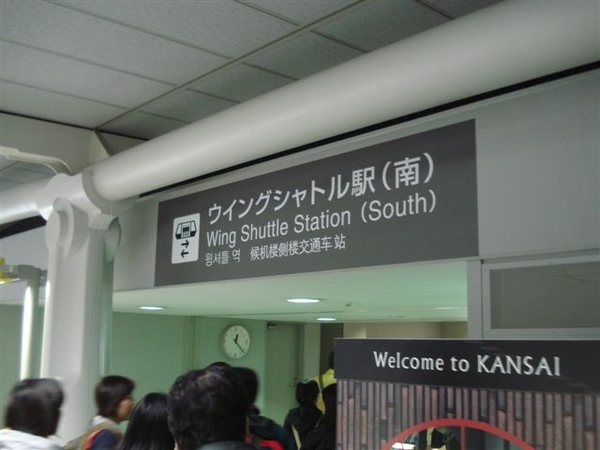 ウイングシャトル駅(南)
Wing Shuttle Station (South)
윙셔틀 역 候机楼侧楼交通车站
Welcome to KANSAI